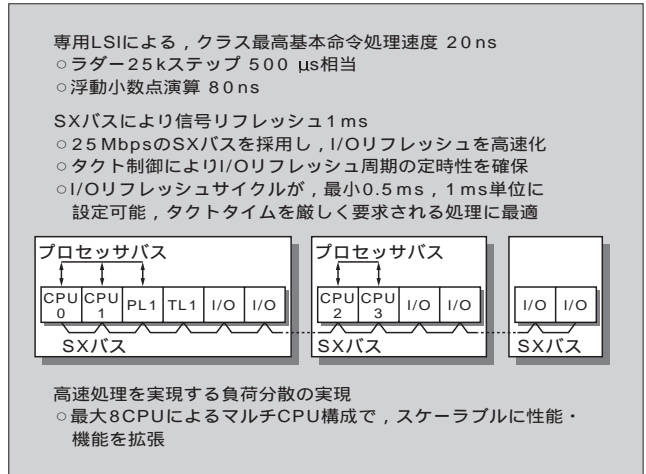 専用LSIによる，クラス最高基本命令処理速度 20ns
○ラダー25kステップ 500 μs相当
○浮動小数点演算 80ns
SXバスにより信号リフレッシュ1ms
○25MbpsのSXバスを採用し，I/Oリフレッシュを高速化
○タクト制御によりI/Oリフレッシュ周期の定時性を確保
○I/Oリフレッシュサイクルが，最小0.5ms，1ms単位に
設定可能，タクトタイムを厳しく要求される処理に最適
プロセッサバス
CPU 0 CPU 1 PL1 TL1 I/O I/O
SXバス
プロセッサバス
CPU 2 CPU 3 I/O I/O
SXバス
I/O I/O
SXバス
高速処理を実現する負荷分散の実現
○最大8CPUによるマルチCPU構成で，スケーラブルに性能・
機能を拡張